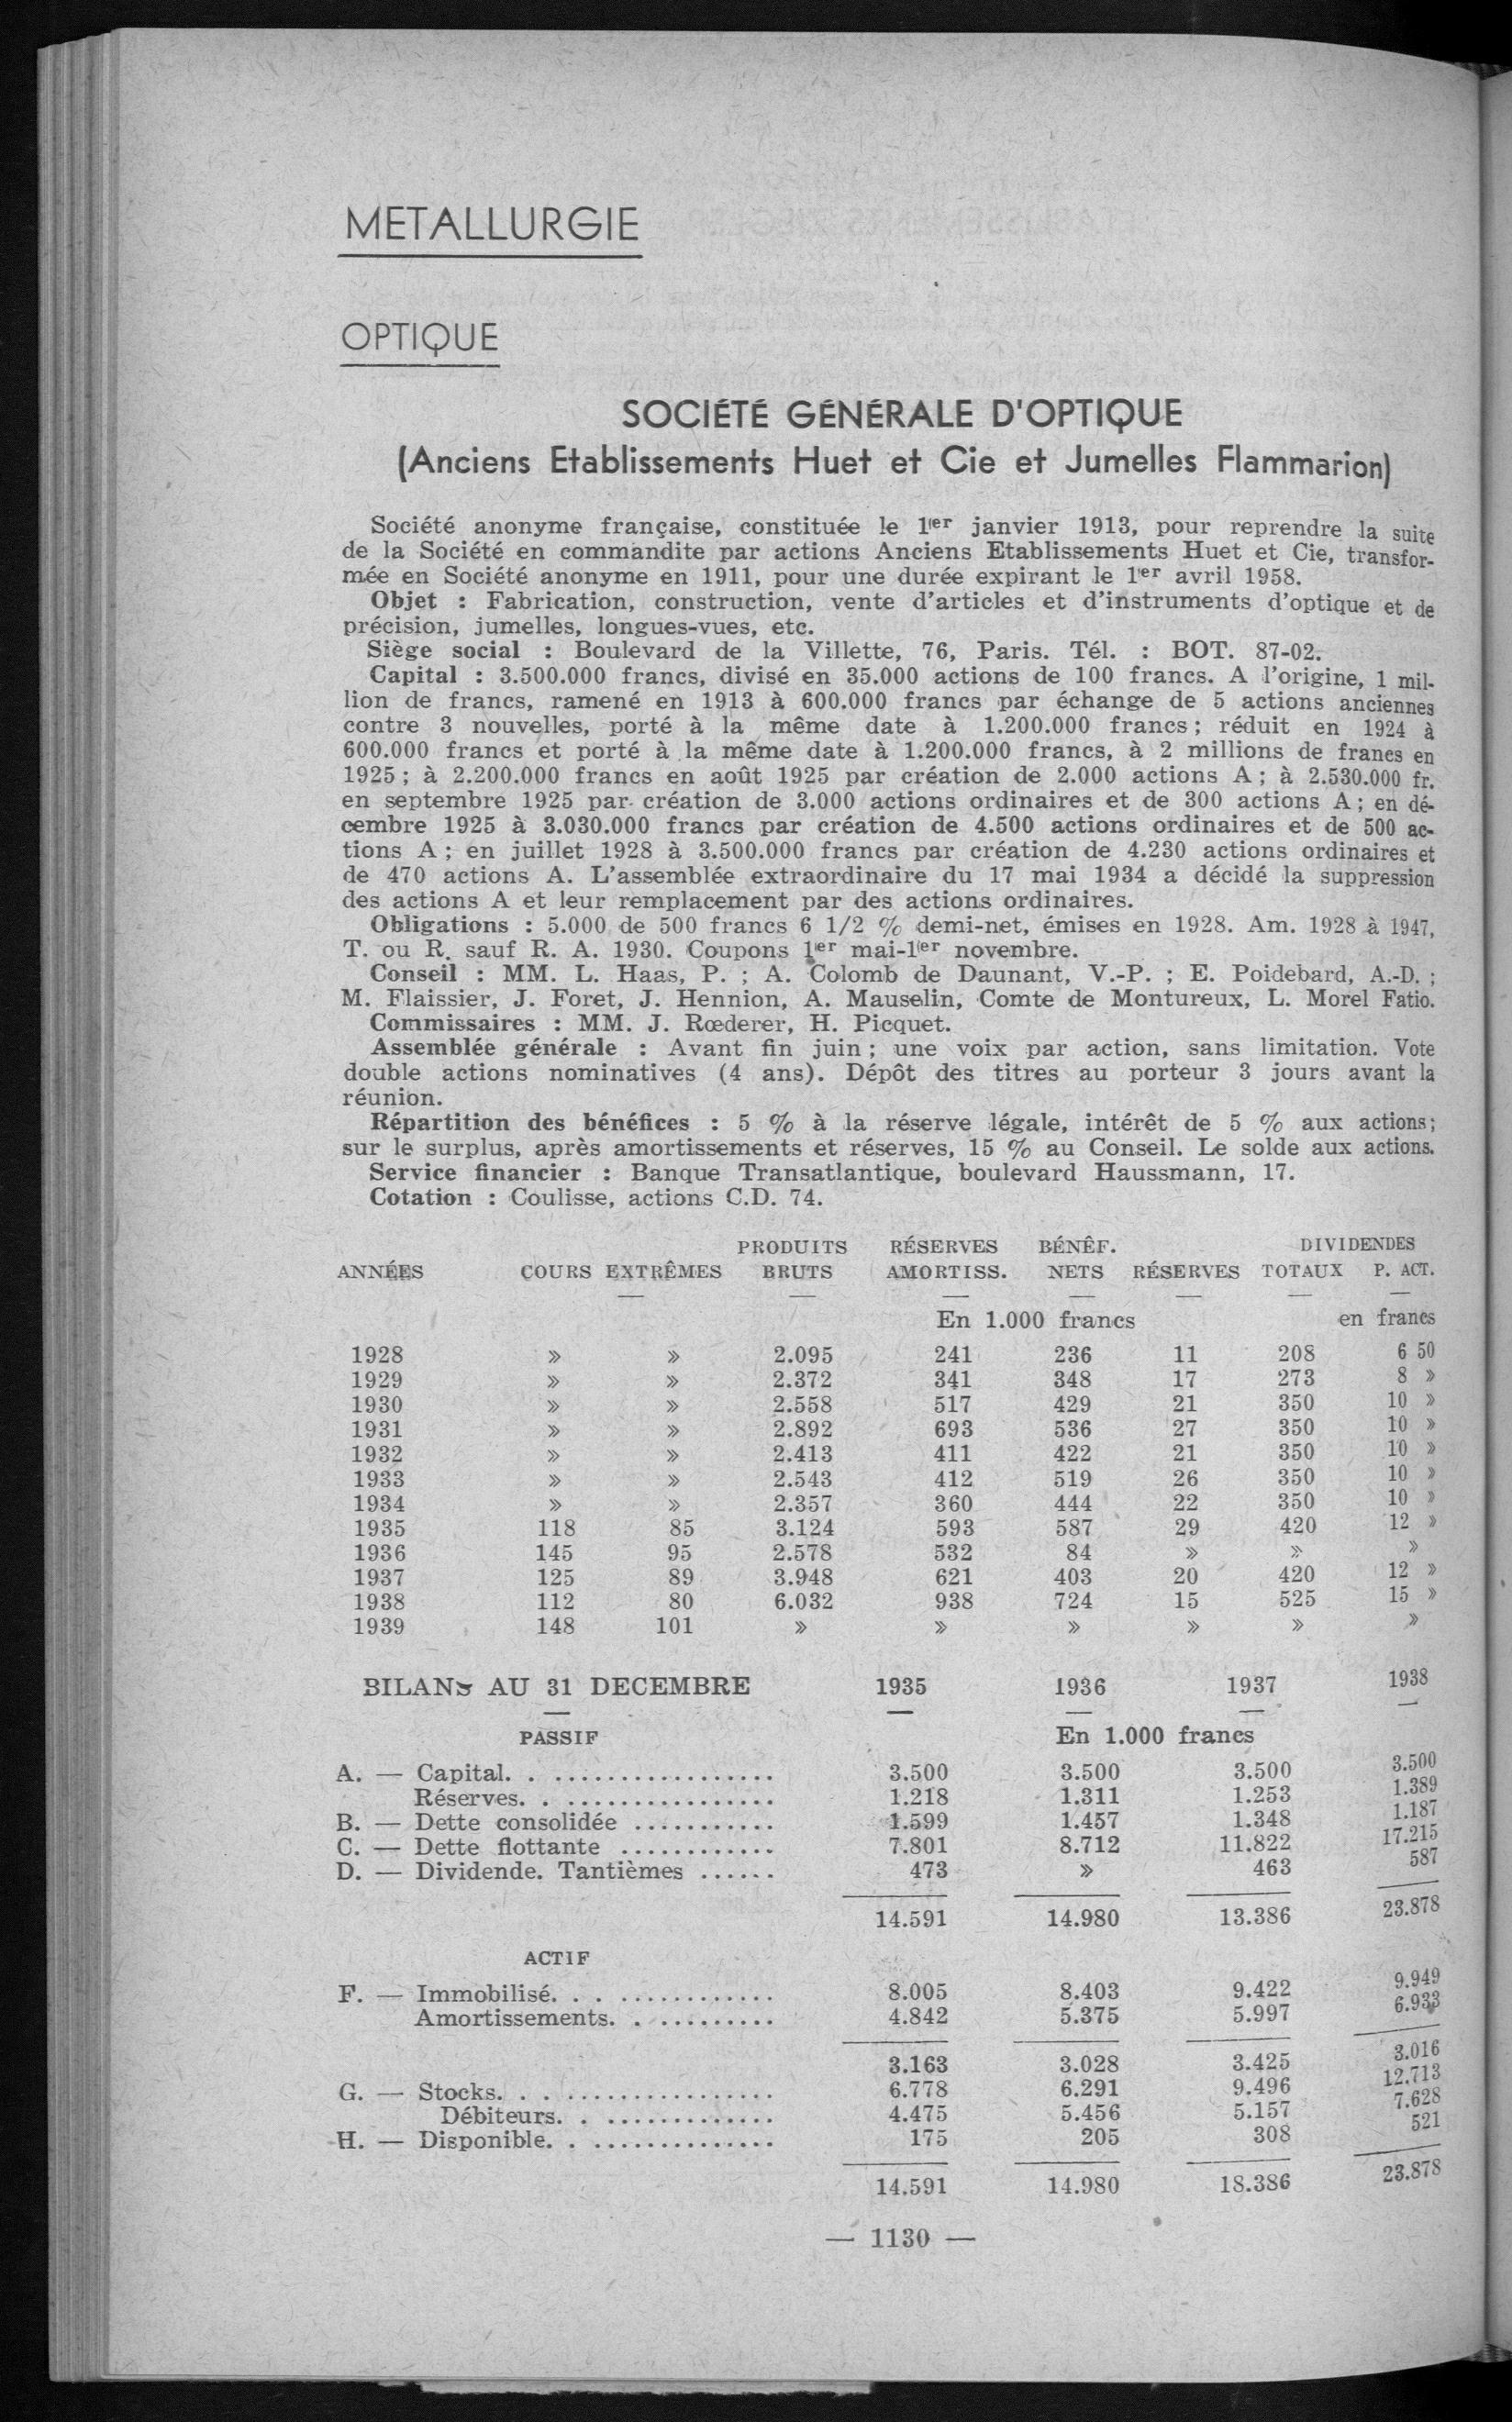 METALLURGIE
OPTIQUE
SOCIÉTÉ GÉNÉRALE D'OPTIQUE
(Anciens Etablissements Huet et Cie et Jumelles Flammarion)
Société anonyme française, constituée le 1er janvier 1913, pour reprendre la suite
de la Société en commandite par actions Anciens Etablissements Huet et Cie, transfor-
mée en Société anonyme en 1911, pour une durée expirant le 1er avril 1958.
Objet : Fabrication, construction, vente d'articles et d'instruments d'optique et de
précision, jumelles, longues-vues, etc.
Siège social : Boulevard de la Villette, 76, Paris. Tél. : BOT. 87-02.
Capital : 3.500.000 francs, divisé en 35.000 actions de 100 francs. A l'origine, 1 mil-
lion de francs, ramené en 1913 à 600.000 francs par échange de 5 actions anciennes
contre 3 nouvelles, porté à la même date à 1.200.000 francs; réduit en 1924 à
600.000 francs et porté à la même date à 1.200.000 francs, à 2 millions de francs en
1925; à 2.200.000 francs en août 1925 par création de 2.000 actions A; à 2.530.000 fr.
en septembre 1925 par création de 3.000 actions ordinaires et de 300 actions A; en dé-
cembre 1925 à 3.030.000 francs par création de 4.500 actions ordinaires et de 500 ac-
tions A; en juillet 1928 à 3.500.000 francs par création de 4.230 actions ordinaires et
de 470 actions A. L'assemblée extraordinaire du 17 mai 1934 a décidé la suppression
des actions A et leur remplacement par des actions ordinaires.
Obligations : 5.000 de 500 francs 6 1/2 % demi-net, émises en 1928. Am. 1928 à 1947,
T. ou R. sauf R. A. 1930. Coupons 1er mai-1er novembre.
Conseil : MM. L. Haas, P. ; A. Colomb de Daunant, V.-P. ; E. Poidebard, A.-D. ;
M. Flaissier, J. Foret, J. Hennion, A. Mauselin, Comte de Montureux, L. Morel Fatio.
Commissaires : MM. J. Rœderer, H. Picquet.
Assemblée générale : Avant fin juin; une voix par action, sans limitation. Vote
double actions nominatives (4 ans). Dépôt des titres au porteur 3 jours avant la
réunion.
Répartition des bénéfices : 5 % à la réserve légale, intérêt de 5 % aux actions;
sur le surplus, après amortissements et réserves, 15 % au Conseil. Le solde aux actions.
Service financier : Banque Transatlantique, boulevard Haussmann, 17.
Cotation : Coulisse, actions C.D. 74.
PRODUITS RÉSERVES BÉNÉF. DIVIDENDES
ANNÉES COURS EXTRÊMES BRUTS AMORTISS. NETS RÉSERVES TOTAUX P. ACT.
En 1.000 francs en francs
1928 » » 2.095 241 236 11 208 6 50
1929 » » 2.372 341 348 17 273 8 »
1930 » » 2.558 517 429 21 350 10 »
1931 » » 2.892 693 536 27 350 10 »
1932 » » 2.413 411 422 21 350 10 »
1933 » » 2.543 412 519 26 350 10 »
1934 » » 2.357 360 444 22 350 10 »
1935 118 85 3.124 593 587 29 420 12 »
1936 145 95 2.578 532 84 » » »
1937 125 89 3.948 621 403 20 420 12 »
1938 112 80 6.032 938 724 15 525 15 »
1939 148 101 » » » » » »
BILANS AU 31 DECEMBRE 1935 1936 1937 1938
PASSIF En 1.000 francs
A. — Capital. . .................. 3.500 3.500 3.500 3.500
Réserves. . ................ 1.218 1.311 1.253 1.389
B. — Dette consolidée ........... 1.599 1.457 1.348 1.187
C. — Dette flottante ............ 7.801 8.712 11.822 17.215
D. — Dividende. Tantièmes ...... 473 » 463 587
14.591 14.980 13.386 23.878
ACTIF
F. — Immobilisé. . . ............ 8.005 8.403 9.422 9.949
Amortissements. . ......... 4.842 5.375 5.997 6.933
3.163 3.028 3.425 3.016
G. — Stocks. . . ................ 6.778 6.291 9.496 12.713
Débiteurs. . ............. 4.475 5.456 5.157 7.628
H. — Disponible. . .............. 175 205 308 521
14.591 14.980 18.386 23.878
— 1130 —